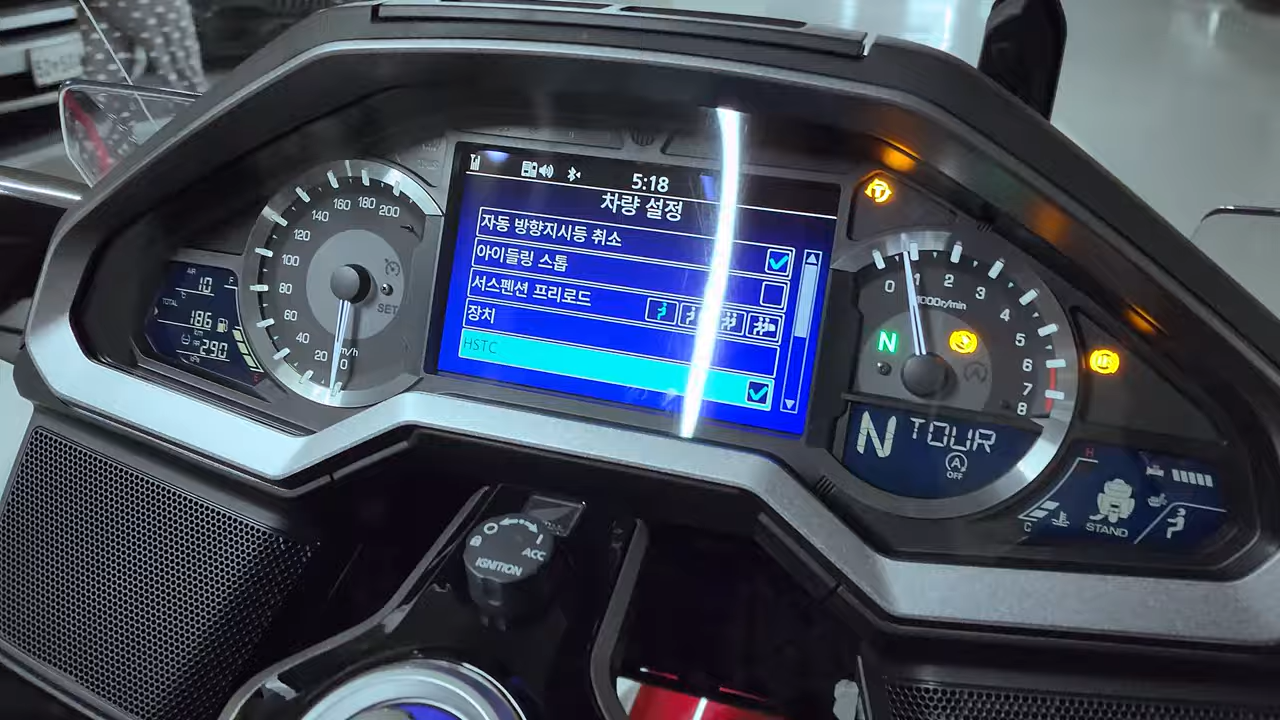 5:18
차량 설정
자동 방향지시등 취소
아이들링 스톱
서스펜션 프리로드
장치
HSTC
20
40
60
80
100
120
140
160
180
200
km/h
0
SET
AIR
10
°C
F
TOTAL
186
km
AIR
290
0
1
2
3
4
5
6
7
8
1000r/min
N
N TOUR
A
OFF
H
C
STAND
ACC
IGNITION